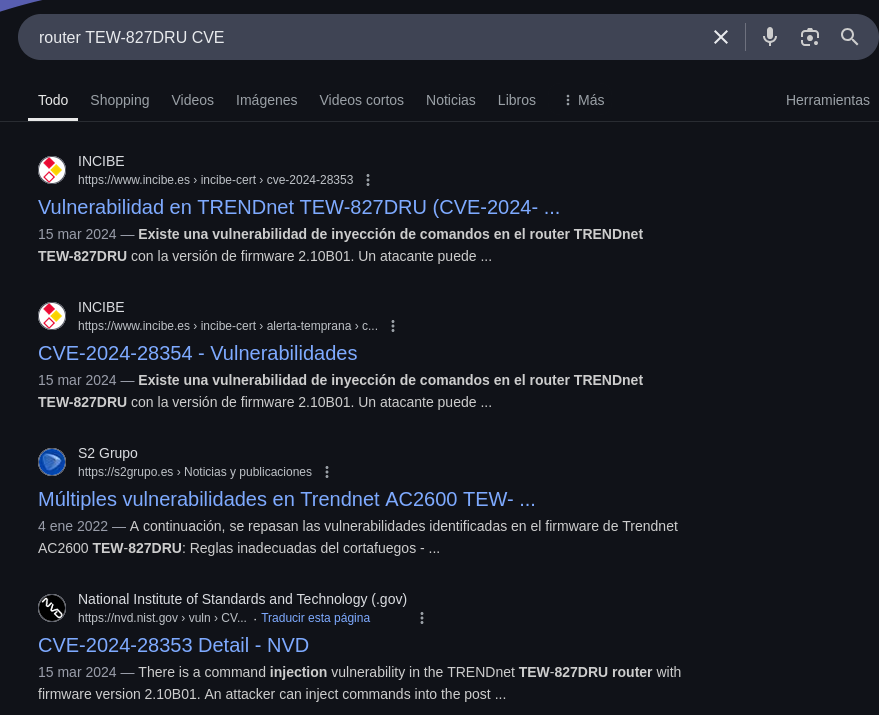 router TEW-827DRU CVE
Todo Shopping Videos Imágenes Videos cortos Noticias Libros Más Herramientas
INCIBE
https://www.incibe.es › incibe-cert › cve-2024-28353
Vulnerabilidad en TRENDnet TEW-827DRU (CVE-2024- ...
15 mar 2024 — Existe una vulnerabilidad de inyección de comandos en el router TRENDnet
TEW-827DRU con la versión de firmware 2.10B01. Un atacante puede ...
INCIBE
https://www.incibe.es › incibe-cert › alerta-temprana › c...
CVE-2024-28354 - Vulnerabilidades
15 mar 2024 — Existe una vulnerabilidad de inyección de comandos en el router TRENDnet
TEW-827DRU con la versión de firmware 2.10B01. Un atacante puede ...
S2 Grupo
https://s2grupo.es › Noticias y publicaciones
Múltiples vulnerabilidades en Trendnet AC2600 TEW- ...
4 ene 2022 — A continuación, se repasan las vulnerabilidades identificadas en el firmware de Trendnet
AC2600 TEW-827DRU: Reglas inadecuadas del cortafuegos - ...
National Institute of Standards and Technology (.gov)
https://nvd.nist.gov › vuln › CV... · Traducir esta página
CVE-2024-28353 Detail - NVD
15 mar 2024 — There is a command injection vulnerability in the TRENDnet TEW-827DRU router with
firmware version 2.10B01. An attacker can inject commands into the post ...